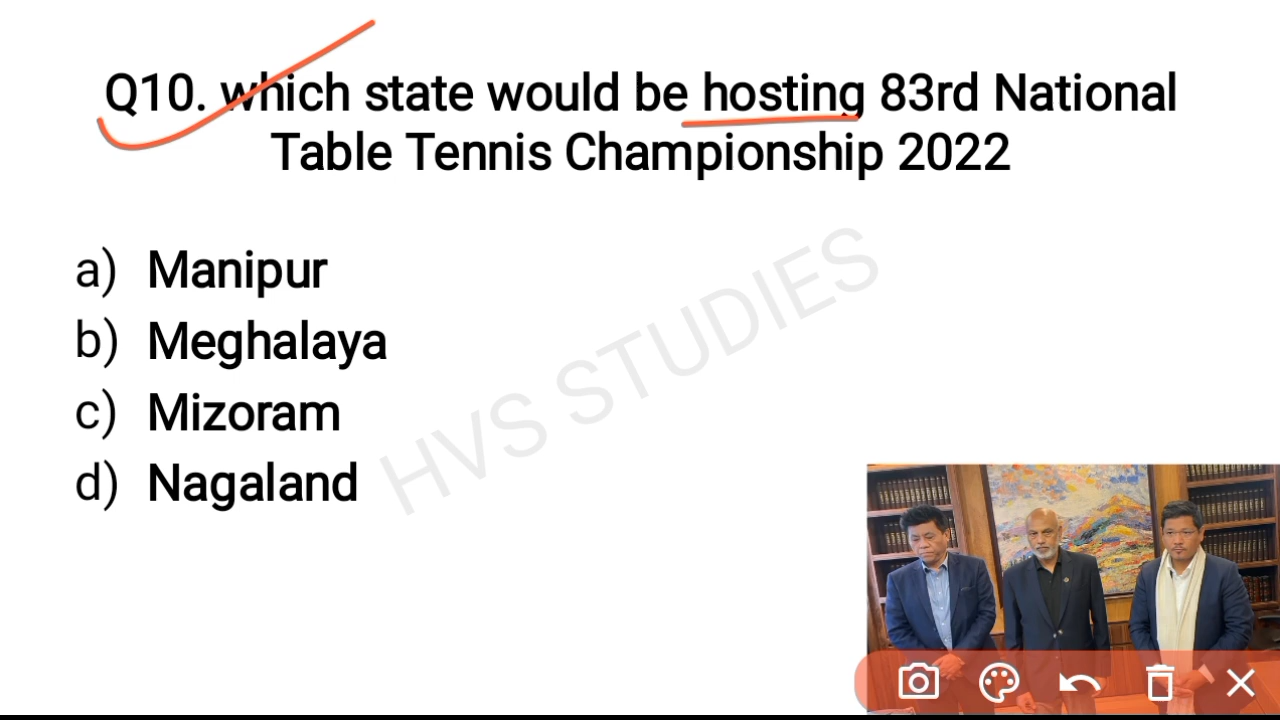 Q10. which state would be hosting 83rd National
Table Tennis Championship 2022
a) Manipur
b) Meghalaya
c) Mizoram
d) Nagaland
HVS STUDIES